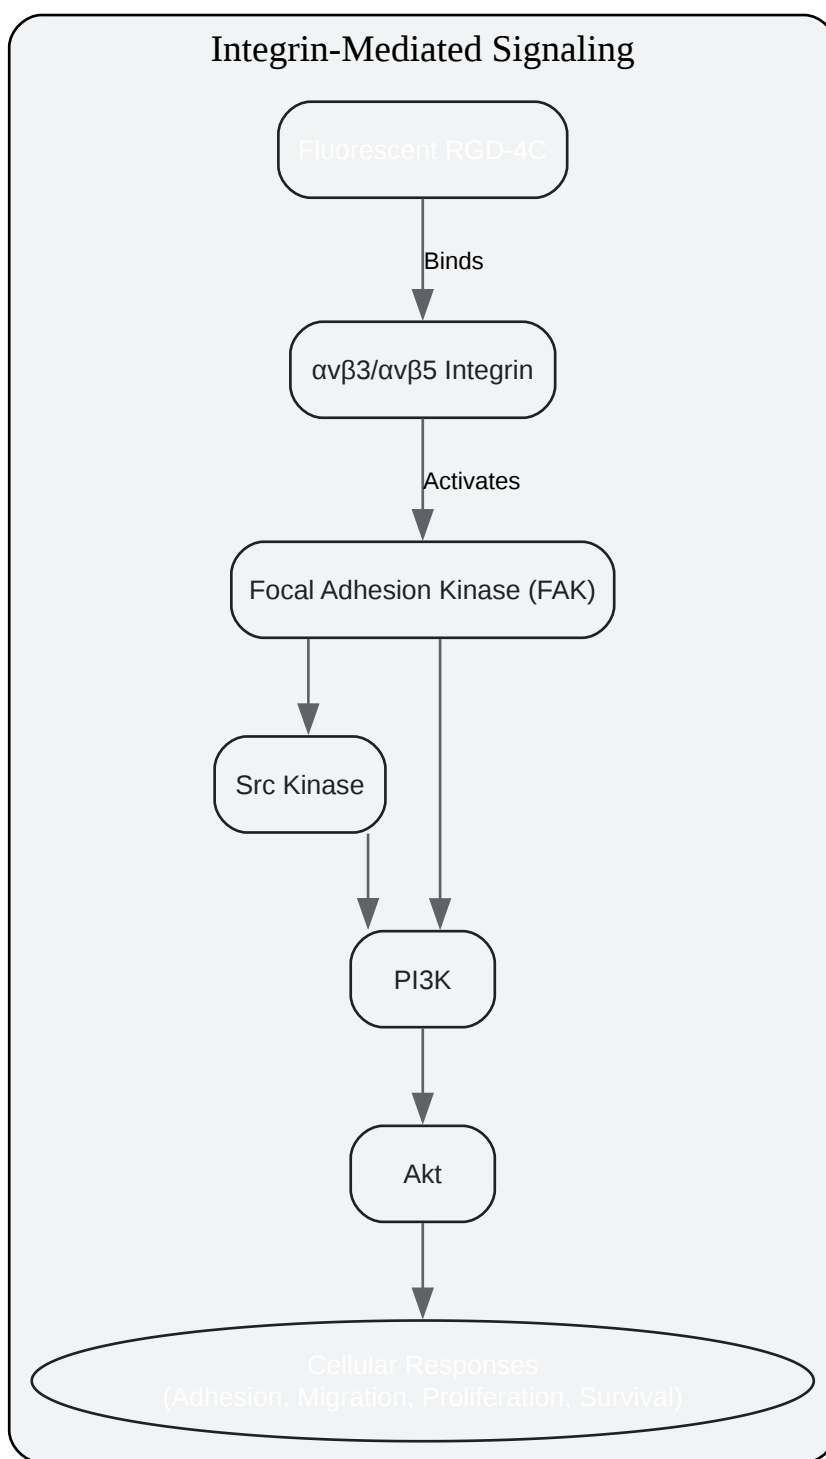 Integrin-Mediated Signaling
Fluorescent RGD-4C
Binds
αvβ3/αvβ5 Integrin
Activates
Focal Adhesion Kinase (FAK)
Src Kinase
PI3K
Akt
Cellular Responses
(Adhesion, Migration, Proliferation, Survival)